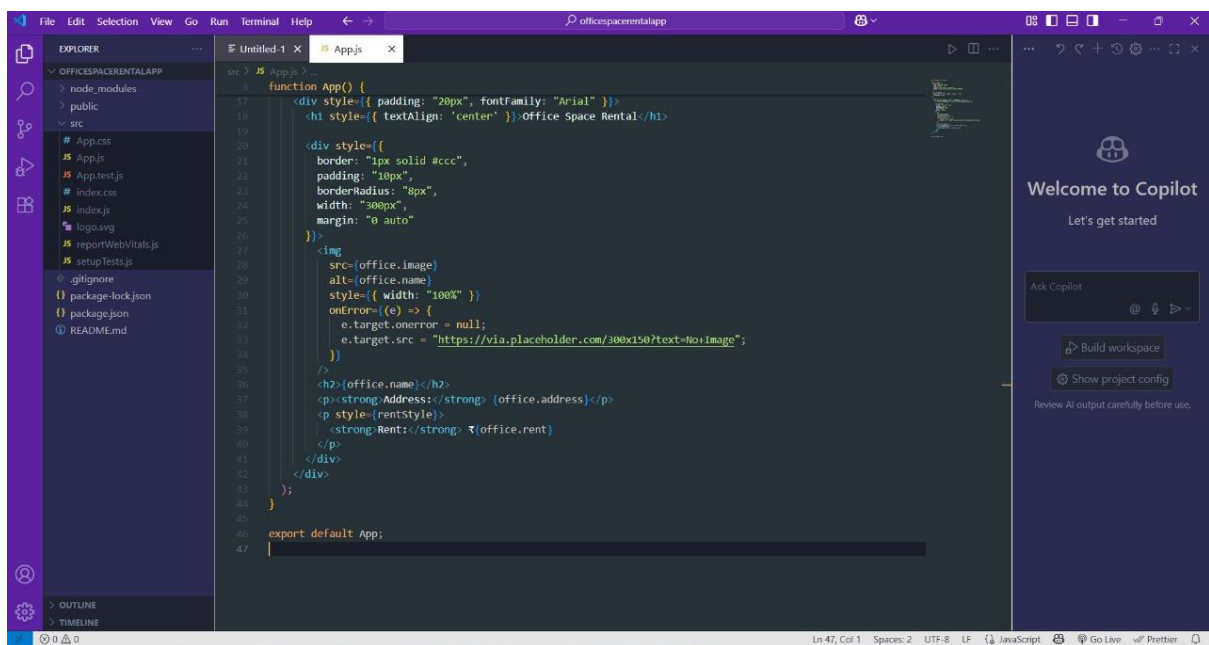 File Edit Selection View Go Run Terminal Help
officespacerentalapp
EXPLORER
OFFICESPACERENTALAPP
node_modules
public
src
# App.css
JS App.js
JS App.test.js
# index.css
JS index.js
logo.svg
JS reportWebVitals.js
JS setupTests.js
.gitignore
{} package-lock.json
{} package.json
README.md
OUTLINE
TIMELINE
Untitled-1
JS App.js
src > JS App.js > ...
3 function App() {
17 <div style={{ padding: "20px", fontFamily: "Arial" }}>
18 <h1 style={{ textAlign: 'center' }}>Office Space Rental</h1>
19
20 <div style={{
21 border: "1px solid #ccc",
22 padding: "10px",
23 borderRadius: "8px",
24 width: "300px",
25 margin: "0 auto"
26 }}>
27 <img
28 src={office.image}
29 alt={office.name}
30 style={{ width: "100%" }}
31 onError={(e) => {
32 e.target.onerror = null;
33 e.target.src = "https://via.placeholder.com/300x150?text=No+Image";
34 }}
35 />
36 <h2>{office.name}</h2>
37 <p><strong>Address:</strong> {office.address}</p>
38 <p style={rentStyle}>
39 <strong>Rent:</strong> ₹{office.rent}
40 </p>
41 </div>
42 </div>
43 );
44 }
45
46 export default App;
47
Welcome to Copilot
Let's get started
Ask Copilot
Build workspace
Show project config
Review AI output carefully before use.
0 0
Ln 47, Col 1 Spaces: 2 UTF-8 LF {} JavaScript Go Live Prettier